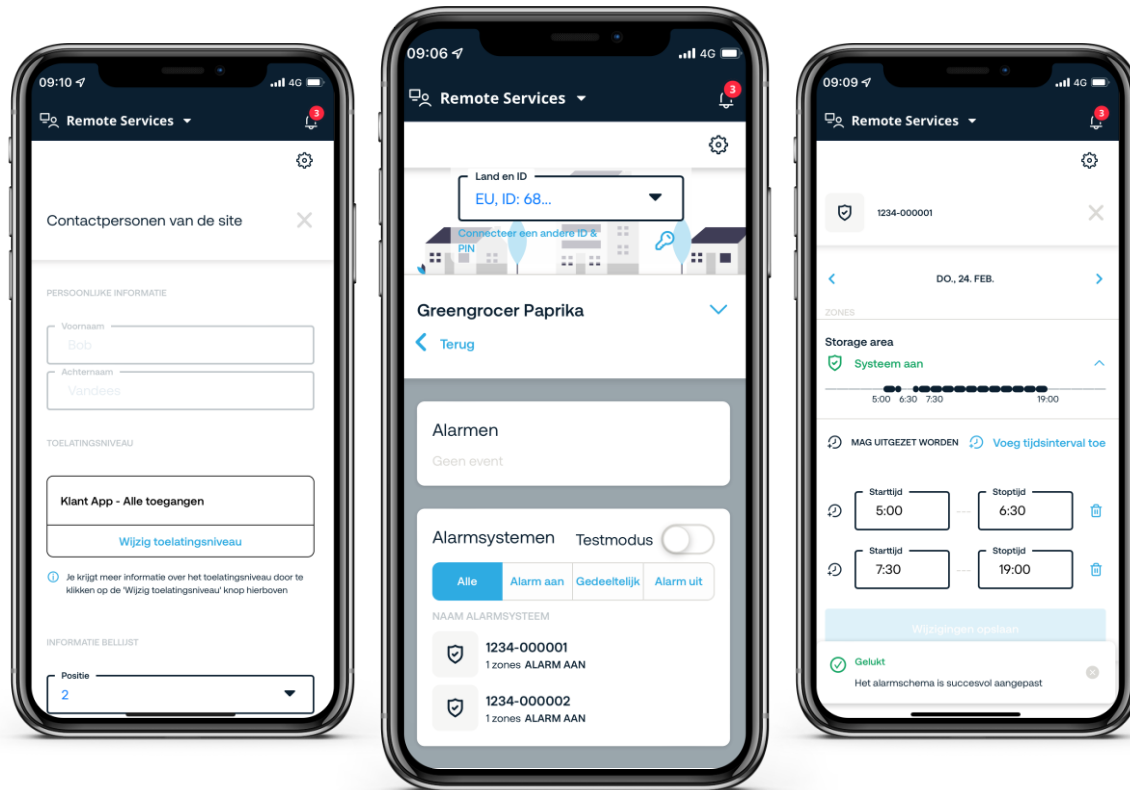 09:10
4G
Remote Services
3
Contactpersonen van de site
PERSOONLIJKE INFORMATIE
Voornaam
Bob
Achternaam
Vandees
TOELATINGSNIVEAU
Klant App - Alle toegangen
Wijzig toelatingsniveau
Je krijgt meer informatie over het toelatingsniveau door te
klikken op de 'Wijzig toelatingsniveau' knop hierboven
INFORMATIE BELLIJST
Positie
2
09:06
4G
Remote Services
3
Land en ID
EU, ID: 68...
Connecteer een andere ID &
PIN
Greengrocer Paprika
Terug
Alarmen
Geen event
Alarmsystemen Testmodus
Alle Alarm aan Gedeeltelijk Alarm uit
NAAM ALARMSYSTEEM
1234-000001
1 zones ALARM AAN
1234-000002
1 zones ALARM AAN
09:09
4G
Remote Services
3
1234-000001
DO., 24. FEB.
ZONES
Storage area
Systeem aan
5:00 6:30 7:30 19:00
MAG UITGEZET WORDEN Voeg tijdsinterval toe
Starttijd Stoptijd
5:00 6:30
Starttijd Stoptijd
7:30 19:00
Wijzigingen opslaan
Gelukt
Het alarmschema is succesvol aangepast